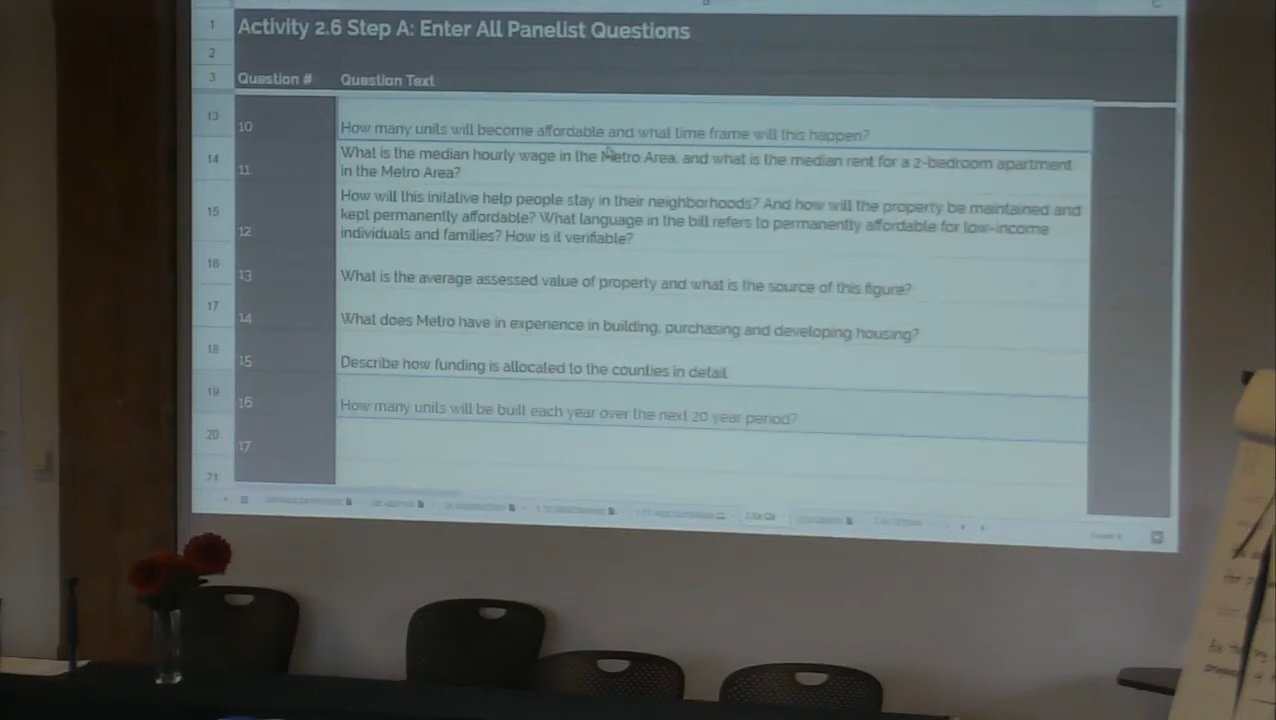 1 Activity 2.6 Step A: Enter All Panelist Questions
2
3 Question # Question Text
13 10 How many units will become affordable and what time frame will this happen?
14 11 What is the median hourly wage in the Metro Area, and what is the median rent for a 2-bedroom apartment
in the Metro Area?
15 12 How will this initative help people stay in their neighborhoods? And how will the property be maintained and
kept permanently affordable? What language in the bill refers to permanently affordable for low-income
individuals and families? How is it verifiable?
16 13 What is the average assessed value of property and what is the source of this figure?
17 14 What does Metro have in experience in building, purchasing and developing housing?
18 15 Describe how funding is allocated to the counties in detail
19 16 How many units will be built each year over the next 20 year period?
20 17
21